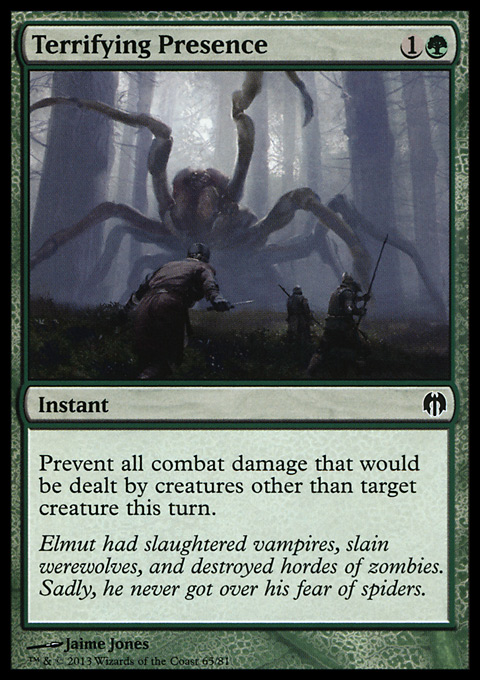 Terrifying Presence 1
Instant
Prevent all combat damage that would
be dealt by creatures other than target
creature this turn.
Elmut had slaughtered vampires, slain
werewolves, and destroyed hordes of zombies.
Sadly, he never got over his fear of spiders.
Jaime Jones
™ & © 2013 Wizards of the Coast 65/81